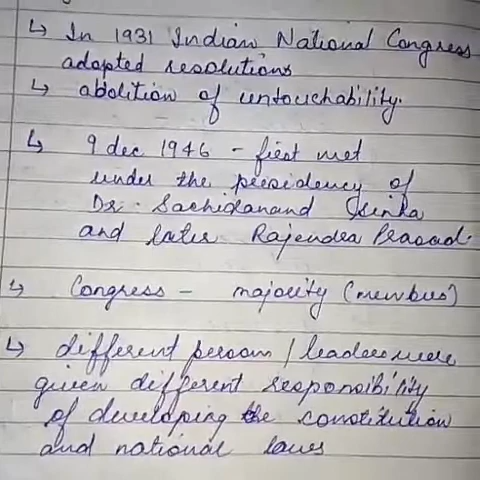 ↳ In 1931 Indian National Congress
adopted resolutions
↳ abolition of untouchability.
↳ 9 dec 1946 - first met
under the presidency of
Dr. Sachidanand Sinha
and later Rajendra Prasad.
↳ Congress - majority (members)
↳ different person / leaders were
given different responsibility
of developing the constitution
and national laws